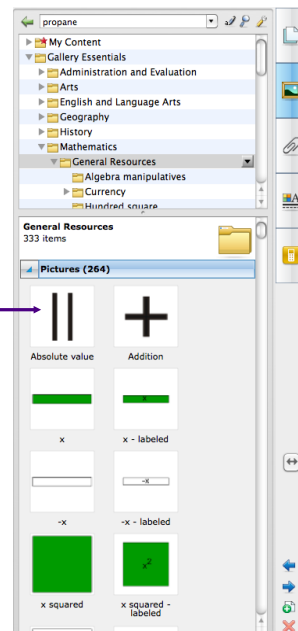 propane
My Content
Gallery Essentials
Administration and Evaluation
Arts
English and Language Arts
Geography
History
Mathematics
General Resources
Algebra manipulatives
Currency
Hundred square
General Resources
333 items
Pictures (264)
Absolute value
Addition
x
x
x - labeled
-x
-x
-x - labeled
x²
x squared
x squared -
labeled